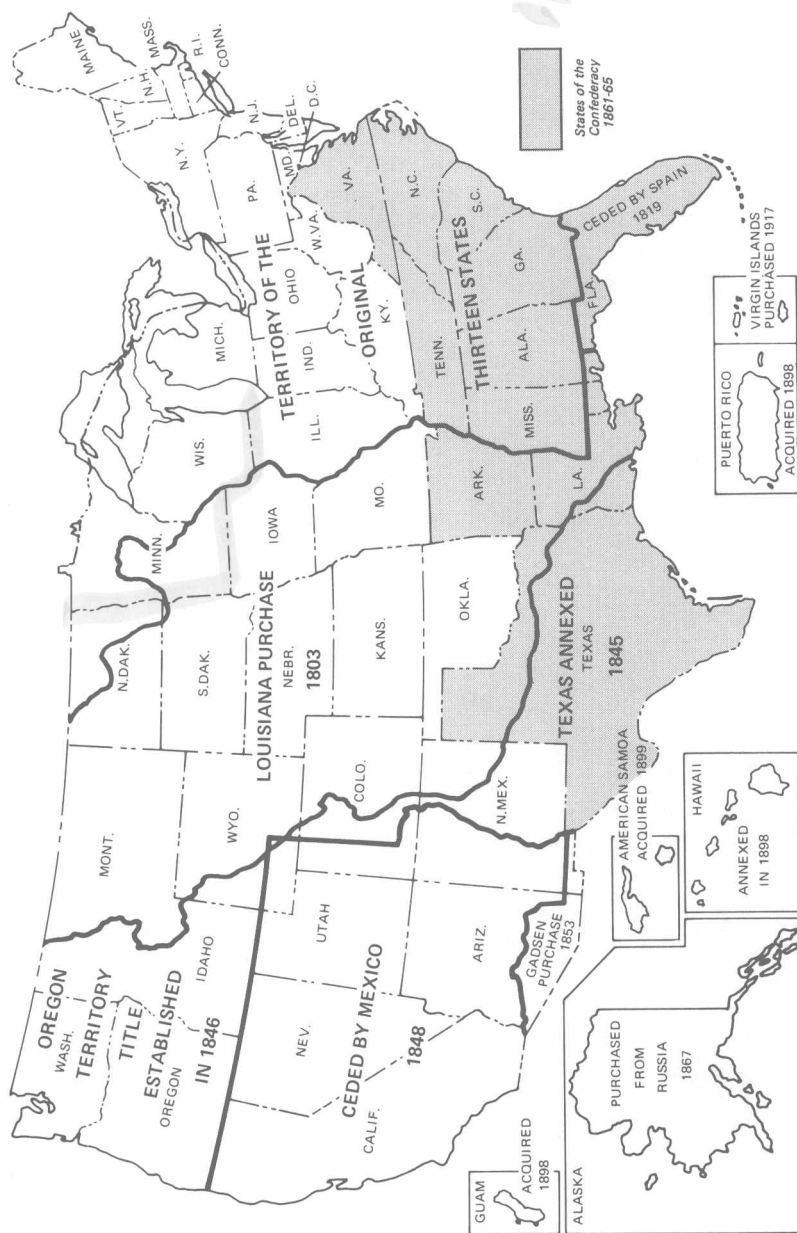 OREGON
WASH.
TERRITORY
TITLE
ESTABLISHED
OREGON
IN 1846
IDAHO
MONT.
WYO.
N.DAK.
S.DAK.
MINN.
WIS.
MICH.
LOUISIANA PURCHASE
NEBR.
1803
IOWA
ILL.
IND.
OHIO
TERRITORY OF THE
ORIGINAL
THIRTEEN STATES
PA.
N.Y.
VT.
N.H.
MAINE
MASS.
R.I.
CONN.
N.J.
DEL.
MD.
D.C.
W.VA.
VA.
KY.
NEV.
UTAH
COLO.
KANS.
MO.
CALIF.
CEDED BY MEXICO
1848
ARIZ.
N.MEX.
OKLA.
ARK.
TENN.
N.C.
S.C.
MISS.
ALA.
GA.
LA.
FLA.
CEDED BY SPAIN
1819
TEXAS ANNEXED
TEXAS
1845
GADSEN
PURCHASE
1853
States of the
Confederacy
1861-65
GUAM
ACQUIRED
1898
ALASKA
PURCHASED
FROM
RUSSIA
1867
AMERICAN SAMOA
ACQUIRED 1899
HAWAII
ANNEXED
IN 1898
PUERTO RICO
ACQUIRED 1898
VIRGIN ISLANDS
PURCHASED 1917